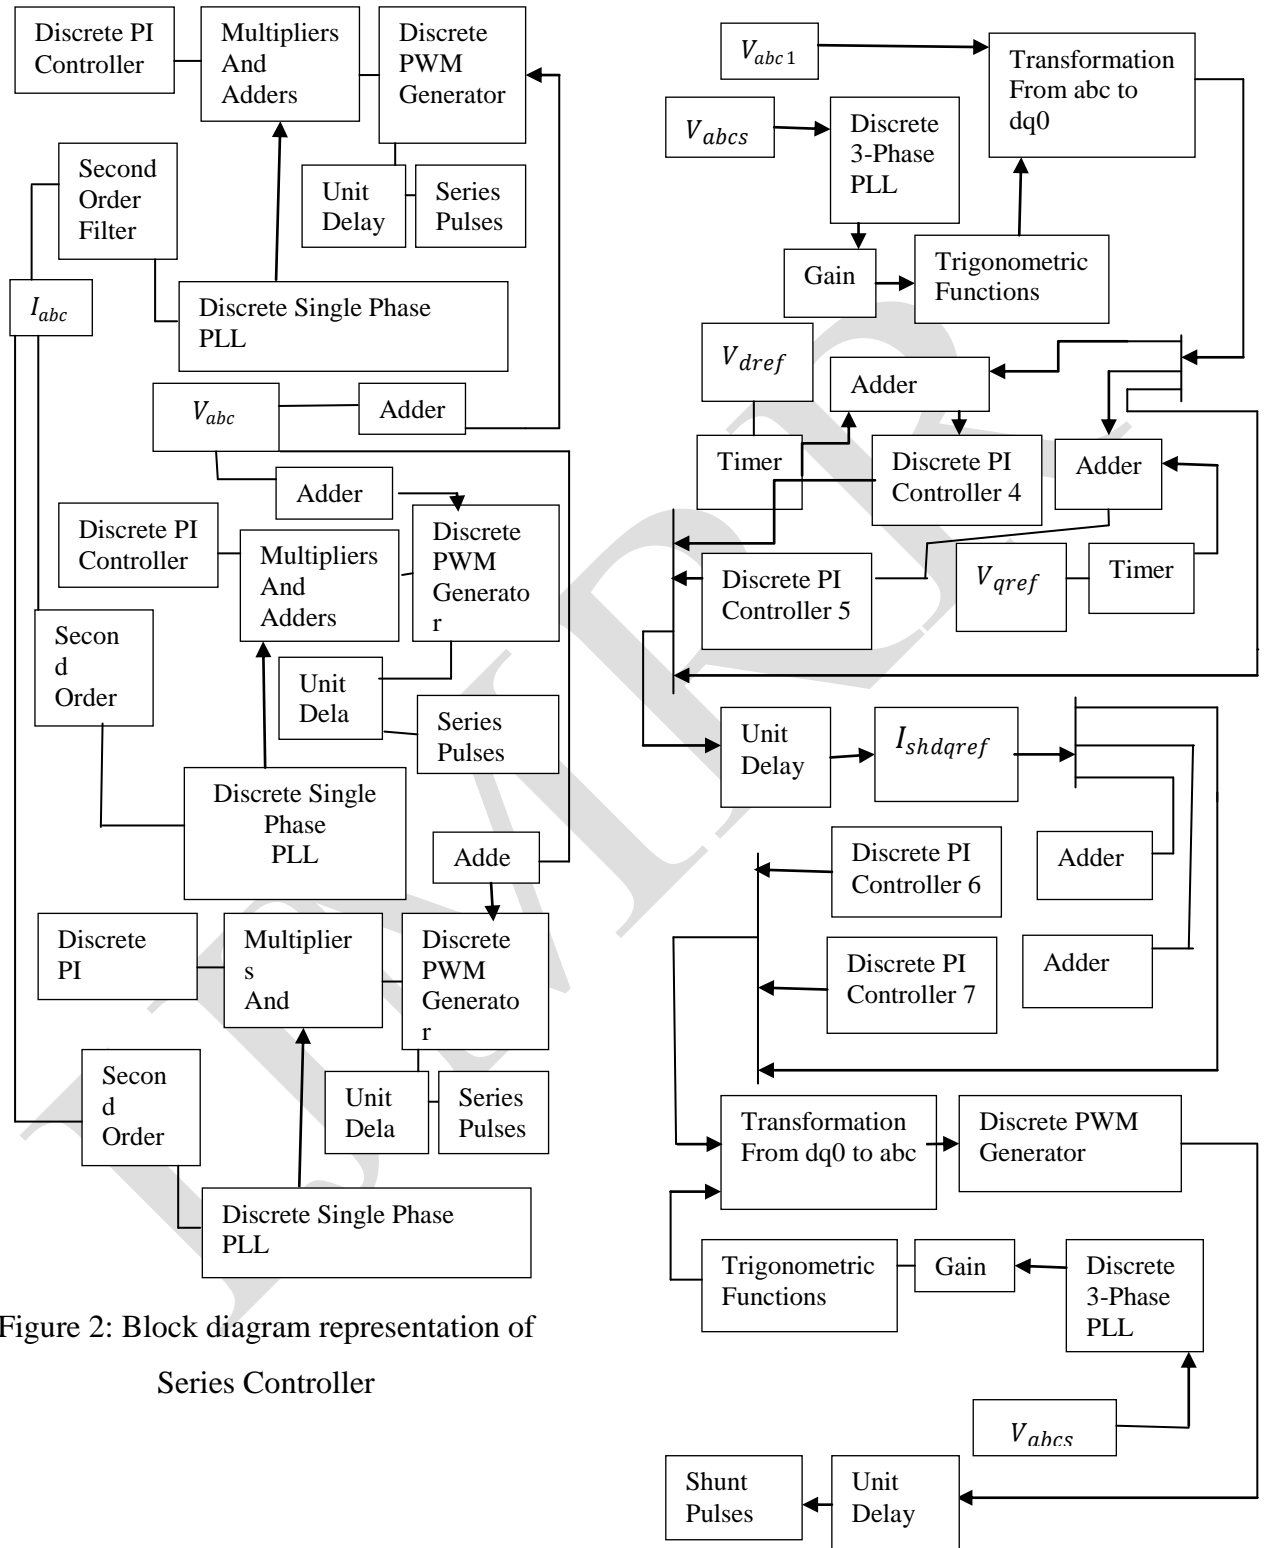 Discrete PI
Controller
Multipliers
And
Adders
Discrete
PWM
Generator
Second
Order
Filter
Unit
Delay
Series
Pulses
I_abc
Discrete Single Phase
PLL
V_abc
Adder
Adder
Discrete PI
Controller
Multipliers
And
Adders
Discrete
PWM
Generato
r
Secon
d
Order
Unit
Dela
Series
Pulses
Discrete Single
Phase
PLL
Adde
Discrete
PI
Multiplier
s
And
Discrete
PWM
Generato
r
Secon
d
Order
Unit
Dela
Series
Pulses
Discrete Single Phase
PLL
Figure 2: Block diagram representation of
Series Controller
V_abc1
Transformation
From abc to
dq0
V_abcs
Discrete
3-Phase
PLL
Gain
Trigonometric
Functions
V_dref
Adder
Timer
Discrete PI
Controller 4
Adder
Discrete PI
Controller 5
V_qref
Timer
Unit
Delay
I_shdqref
Discrete PI
Controller 6
Adder
Discrete PI
Controller 7
Adder
Transformation
From dq0 to abc
Discrete PWM
Generator
Trigonometric
Functions
Gain
Discrete
3-Phase
PLL
V_abcs
Shunt
Pulses
Unit
Delay